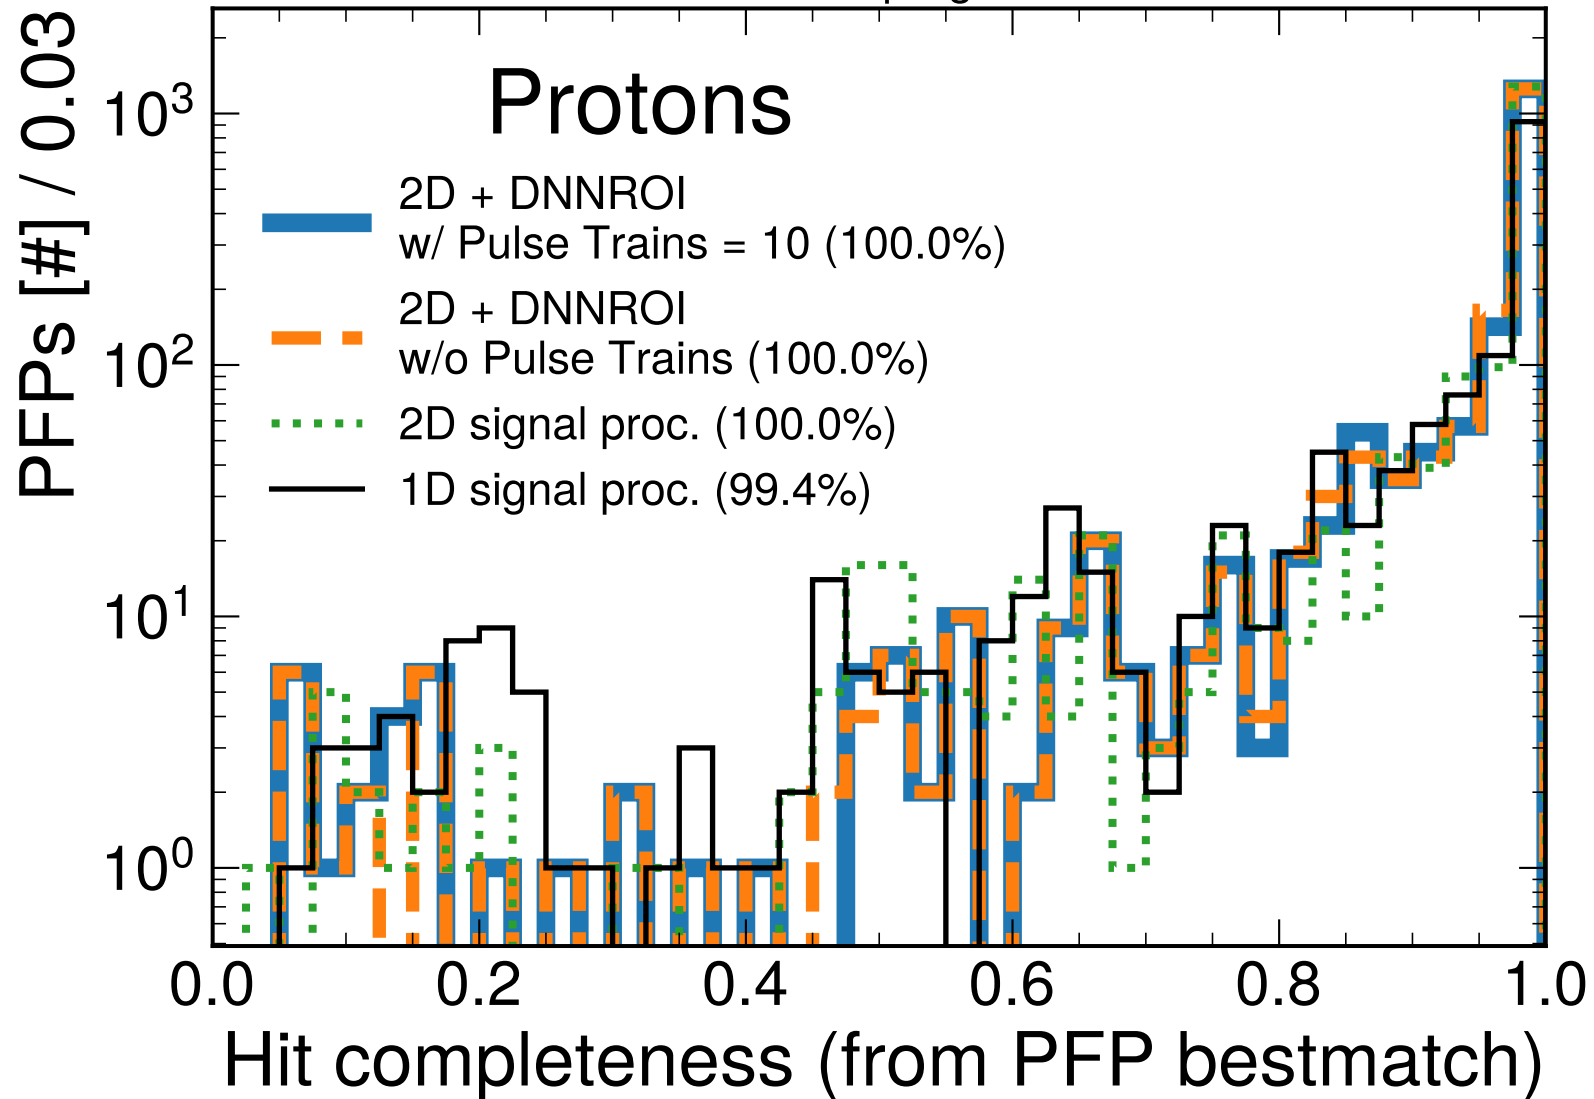 PFPs [#] / 0.03
10³
10²
10¹
10⁰
Protons
2D + DNNROI
w/ Pulse Trains = 10 (100.0%)
2D + DNNROI
w/o Pulse Trains (100.0%)
2D signal proc. (100.0%)
1D signal proc. (99.4%)
0.0 0.2 0.4 0.6 0.8 1.0
Hit completeness (from PFP bestmatch)